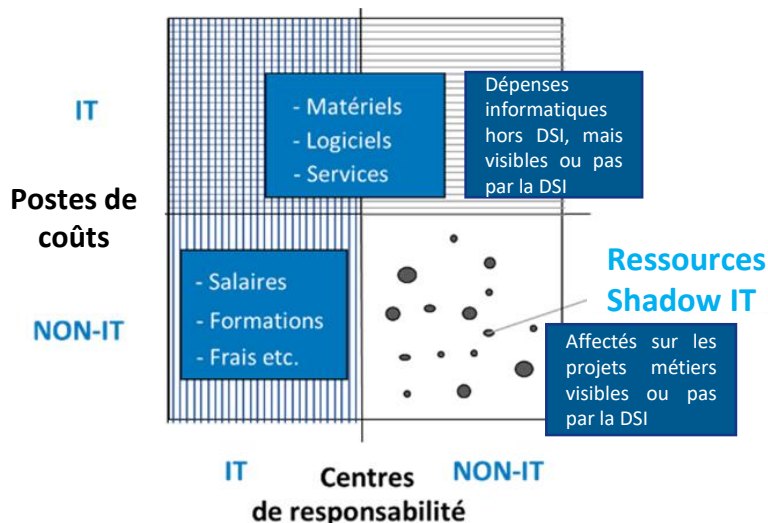 IT
Postes de
coûts
NON-IT
- Matériels
- Logiciels
- Services
Dépenses
informatiques
hors DSI, mais
visibles ou pas
par la DSI
- Salaires
- Formations
- Frais etc.
Ressources
Shadow IT
Affectés sur les
projets métiers
visibles ou pas
par la DSI
IT
Centres
de responsabilité
NON-IT